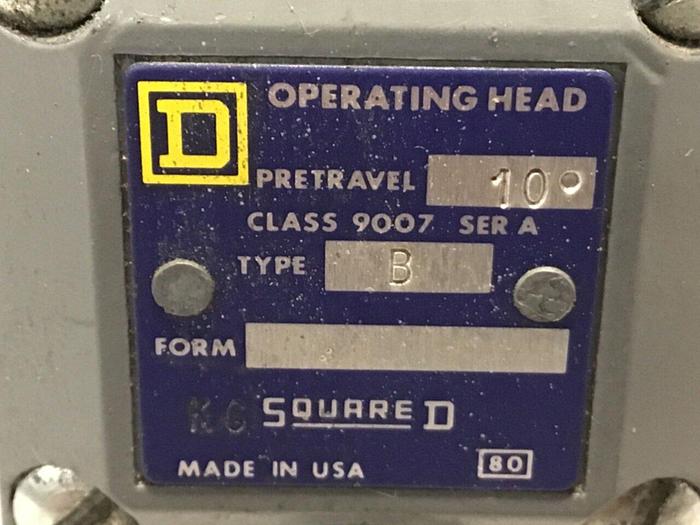 D OPERATING HEAD
PRETRAVEL 10°
CLASS 9007 SER A
TYPE B
FORM
SQUARE D
MADE IN USA 80